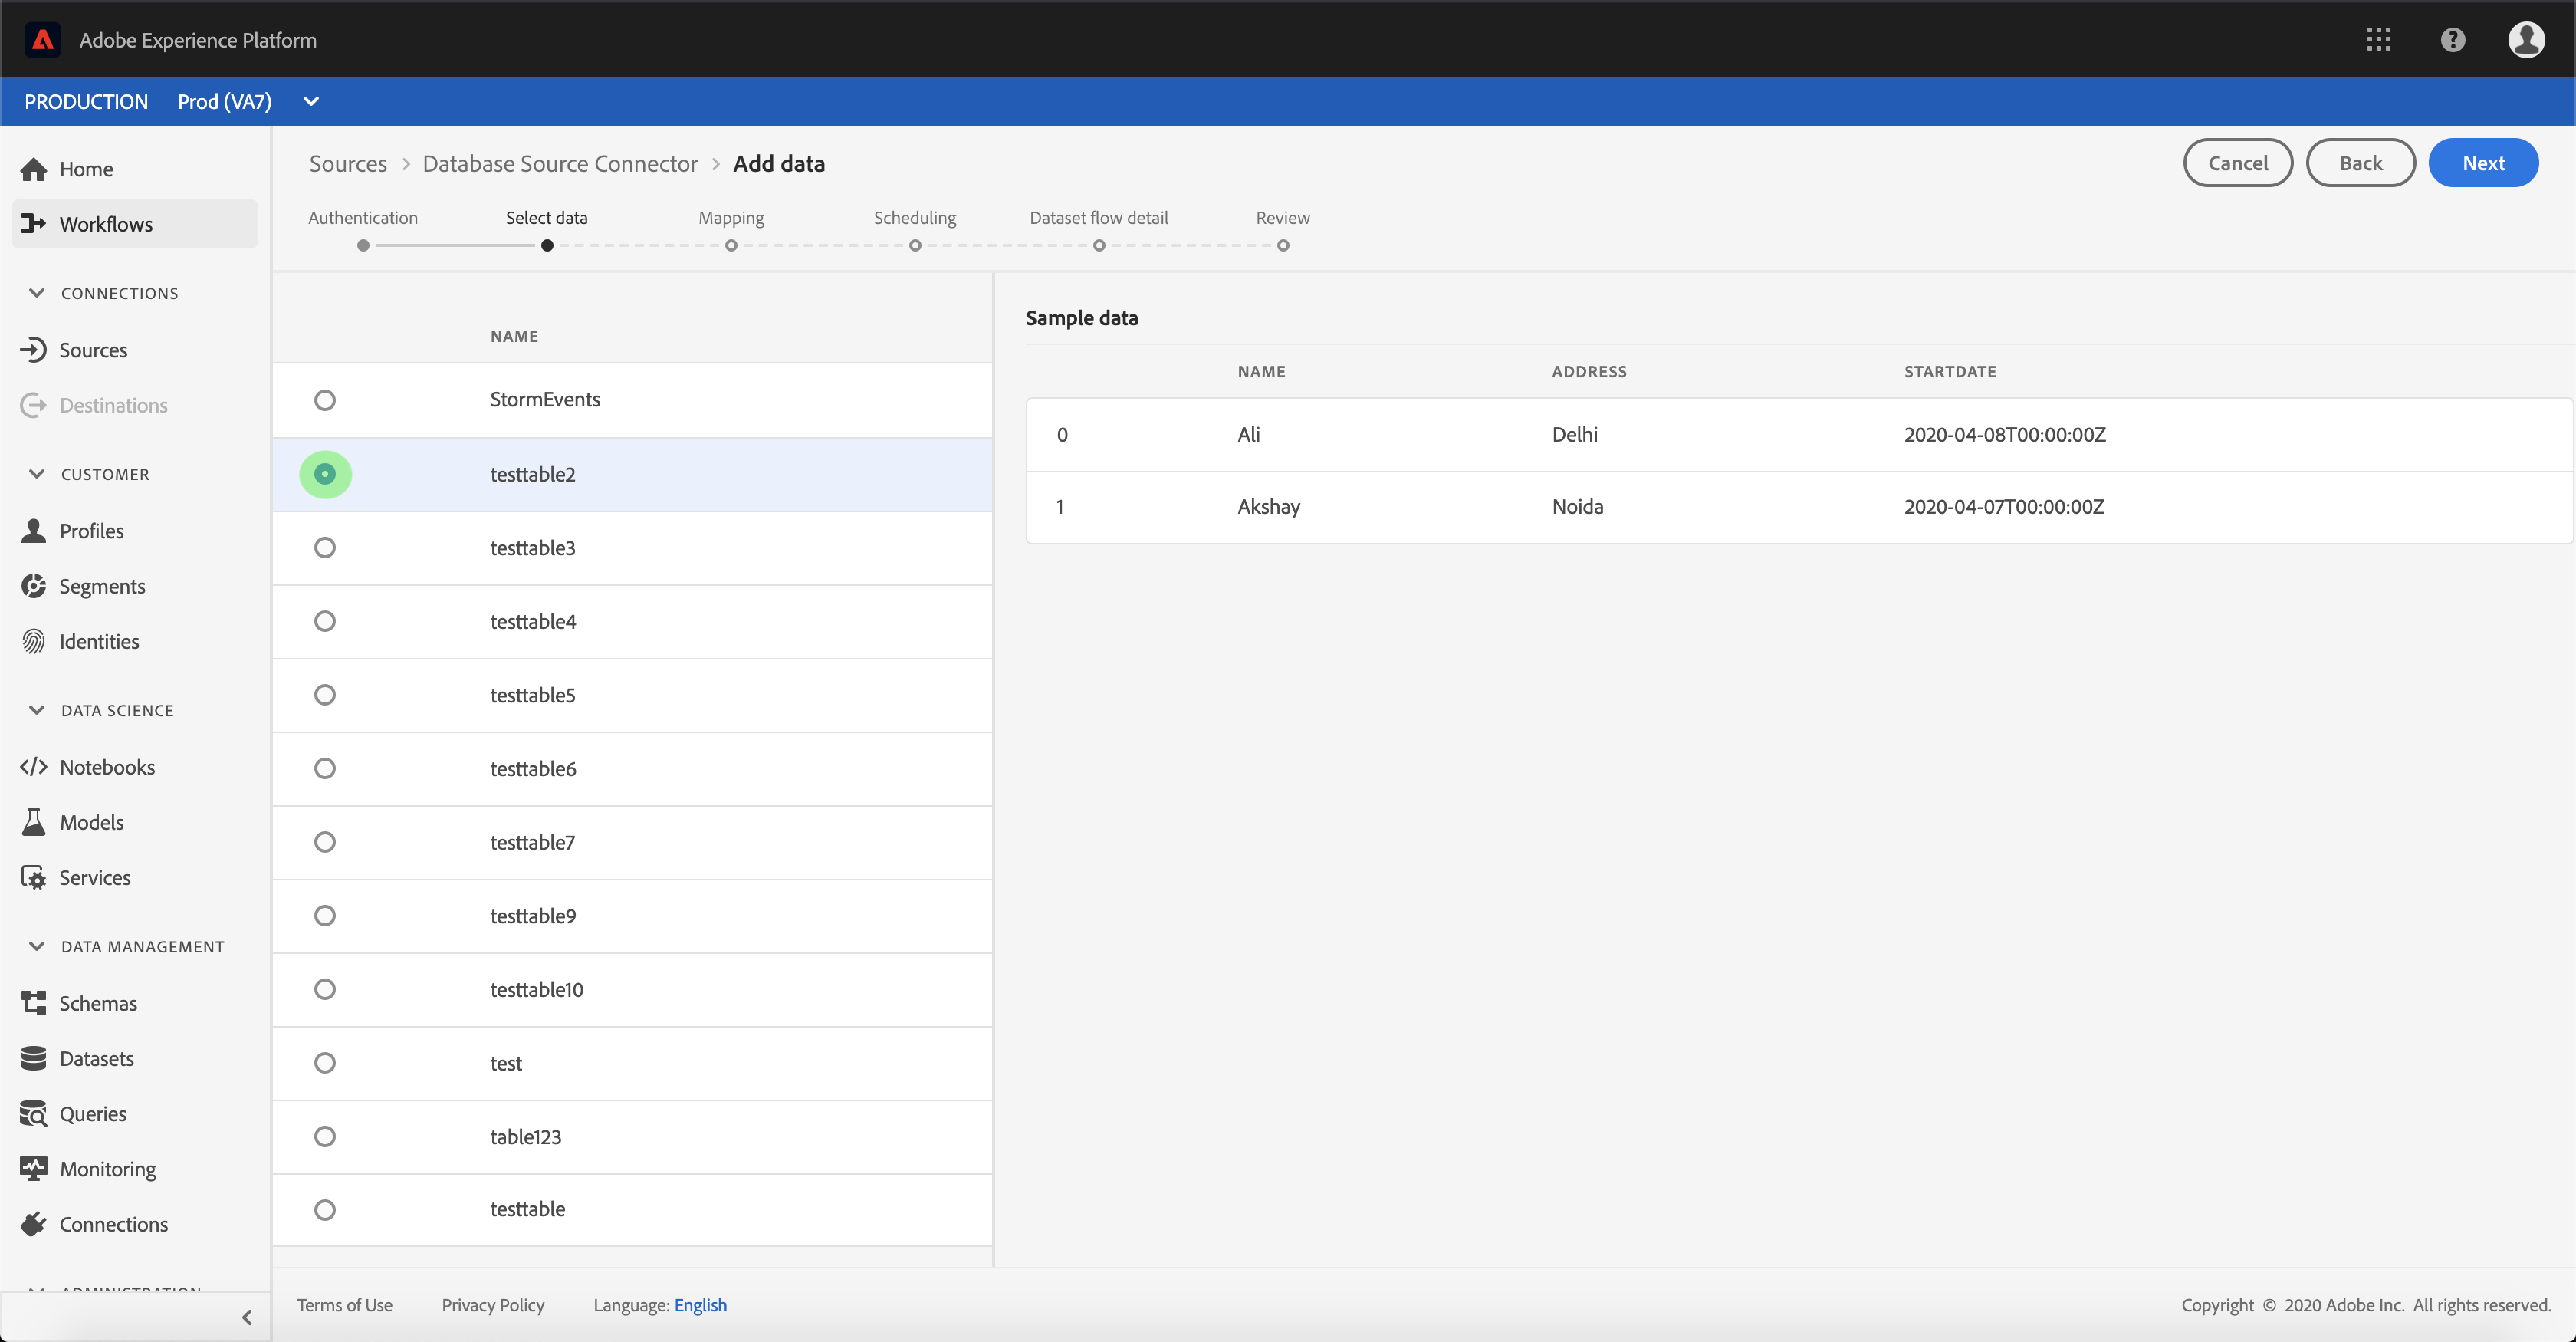 Adobe Experience Platform
PRODUCTION Prod (VA7)
Home
Workflows
CONNECTIONS
Sources
Destinations
CUSTOMER
Profiles
Segments
Identities
DATA SCIENCE
Notebooks
Models
Services
DATA MANAGEMENT
Schemas
Datasets
Queries
Monitoring
Connections
ADMINISTRATION
Sources > Database Source Connector > Add data
Cancel Back Next
Authentication Select data Mapping Scheduling Dataset flow detail Review
NAME
StormEvents
testtable2
testtable3
testtable4
testtable5
testtable6
testtable7
testtable9
testtable10
test
table123
testtable
Sample data
NAME ADDRESS STARTDATE
0 Ali Delhi 2020-04-08T00:00:00Z
1 Akshay Noida 2020-04-07T00:00:00Z
Terms of Use Privacy Policy Language: English
Copyright © 2020 Adobe Inc. All rights reserved.